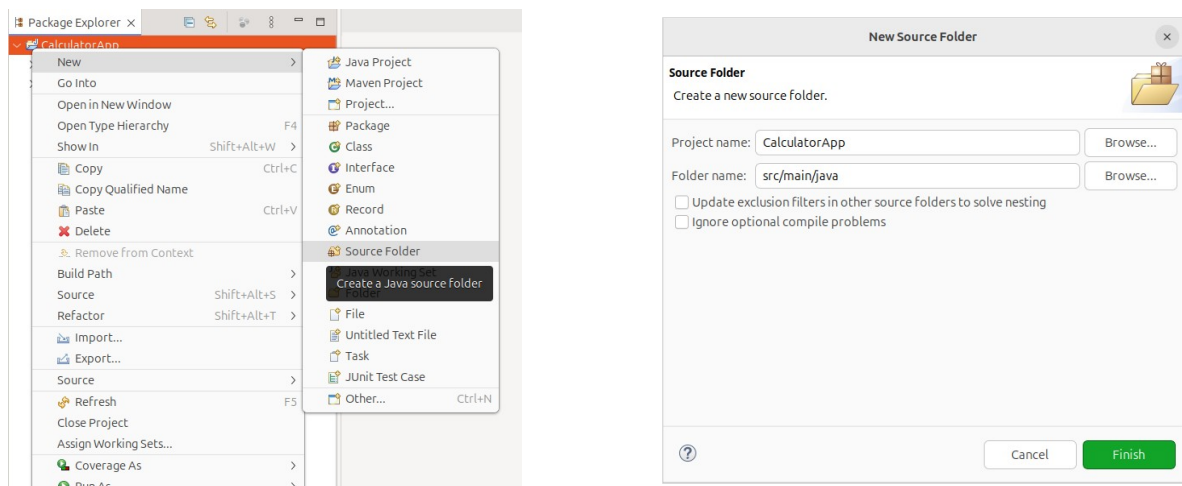 Package Explorer ×
CalculatorApp
New
Go Into
Open in New Window
Open Type Hierarchy F4
Show In Shift+Alt+W
Copy Ctrl+C
Copy Qualified Name
Paste Ctrl+V
Delete
Remove from Context
Build Path
Source Shift+Alt+S
Refactor Shift+Alt+T
Import...
Export...
Source
Refresh F5
Close Project
Assign Working Sets...
Coverage As
Run As
Java Project
Maven Project
Project...
Package
Class
Interface
Enum
Record
Annotation
Source Folder
Java Working Set
Create a Java source folder
Folder
File
Untitled Text File
Task
JUnit Test Case
Other... Ctrl+N
New Source Folder
Source Folder
Create a new source folder.
Project name: CalculatorApp Browse...
Folder name: src/main/java Browse...
Update exclusion filters in other source folders to solve nesting
Ignore optional compile problems
Cancel Finish